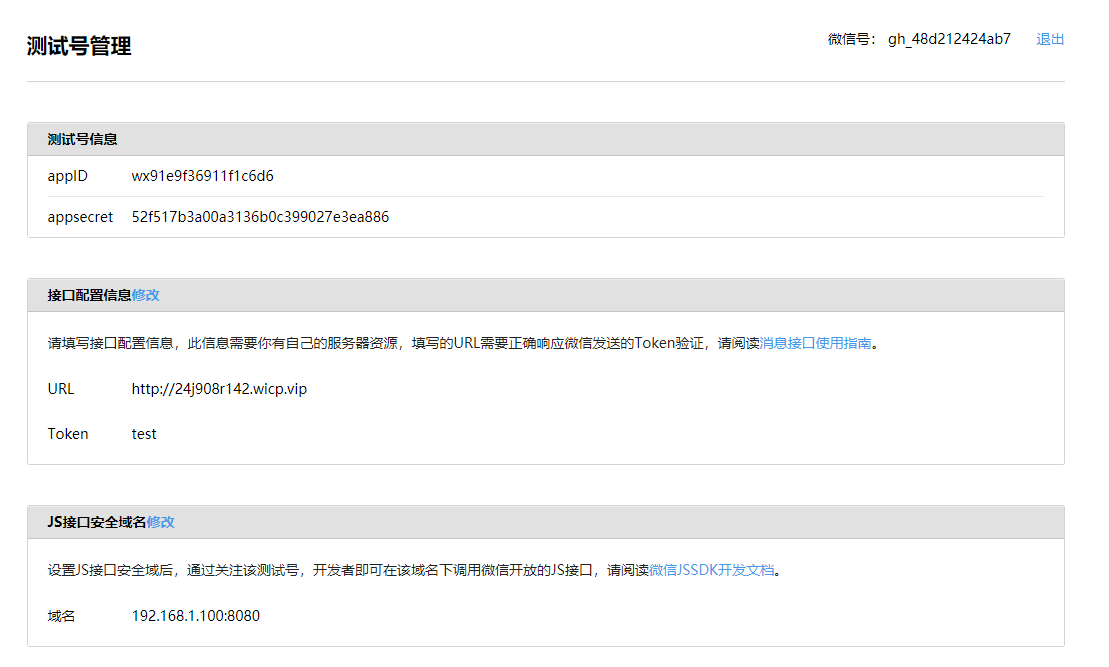 测试号管理
微信号： gh_48d212424ab7 退出
测试号信息
appID wx91e9f36911f1c6d6
appsecret 52f517b3a00a3136b0c399027e3ea886
接口配置信息修改
请填写接口配置信息，此信息需要你有自己的服务器资源，填写的URL需要正确响应微信发送的Token验证，请阅读消息接口使用指南。
URL http://24j908r142.wicp.vip
Token test
JS接口安全域名修改
设置JS接口安全域后，通过关注该测试号，开发者即可在该域名下调用微信开放的JS接口，请阅读微信JSSDK开发文档。
域名 192.168.1.100:8080